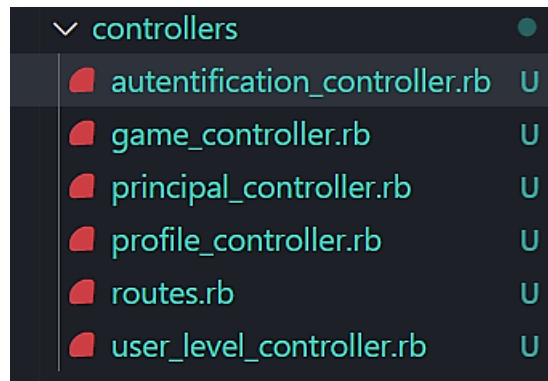 controllers
autentification_controller.rb U
game_controller.rb U
principal_controller.rb U
profile_controller.rb U
routes.rb U
user_level_controller.rb U